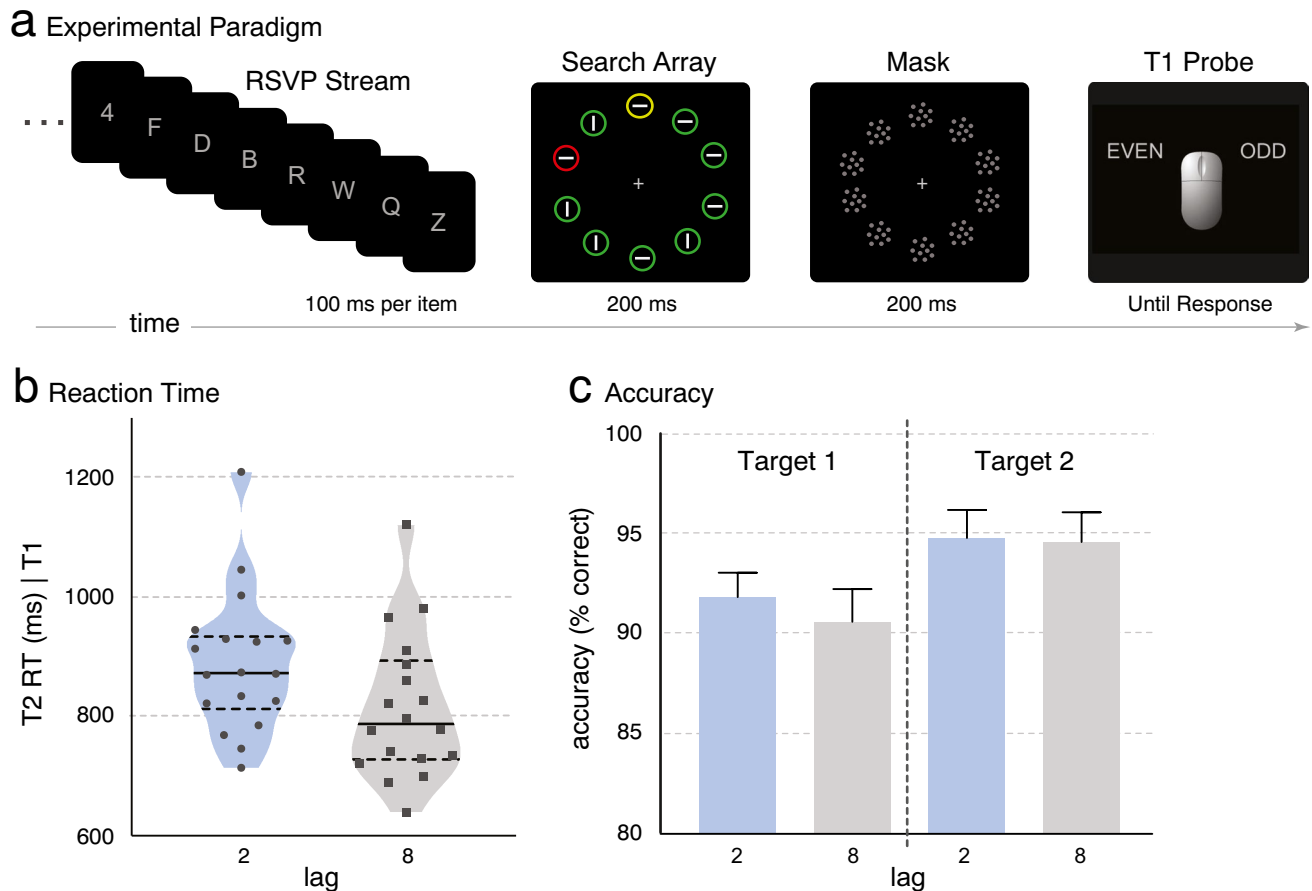 a Experimental Paradigm
RSVP Stream
Search Array
Mask
T1 Probe
4
F
D
B
R
W
Q
Z
+
+
EVEN
ODD
100 ms per item
200 ms
200 ms
Until Response
time
b Reaction Time
T2 RT (ms) | T1
1200
1000
800
600
2
8
lag
c Accuracy
accuracy (% correct)
100
95
90
85
80
Target 1
Target 2
2
8
2
8
lag